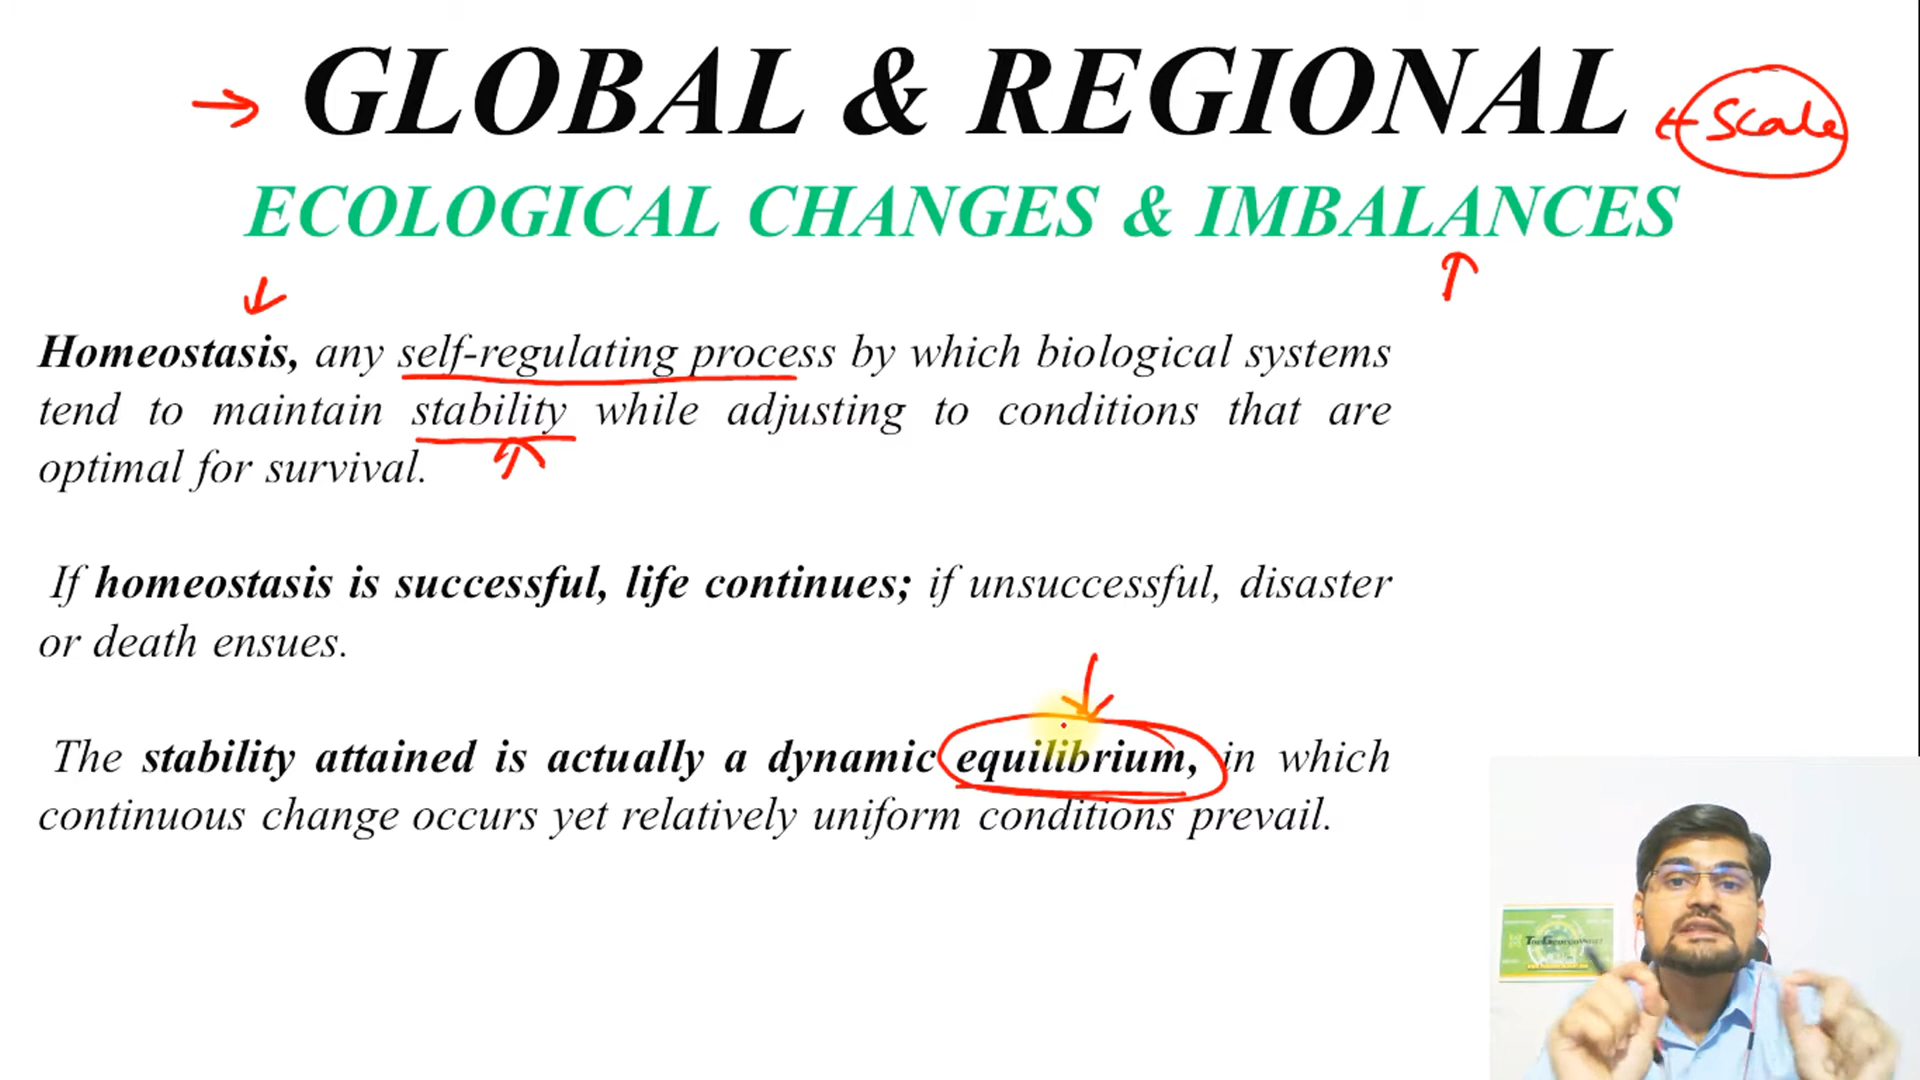 GLOBAL & REGIONAL
Scale
ECOLOGICAL CHANGES & IMBALANCES
Homeostasis, any self-regulating process by which biological systems
tend to maintain stability while adjusting to conditions that are
optimal for survival.
If homeostasis is successful, life continues; if unsuccessful, disaster
or death ensues.
The stability attained is actually a dynamic equilibrium, in which
continuous change occurs yet relatively uniform conditions prevail.